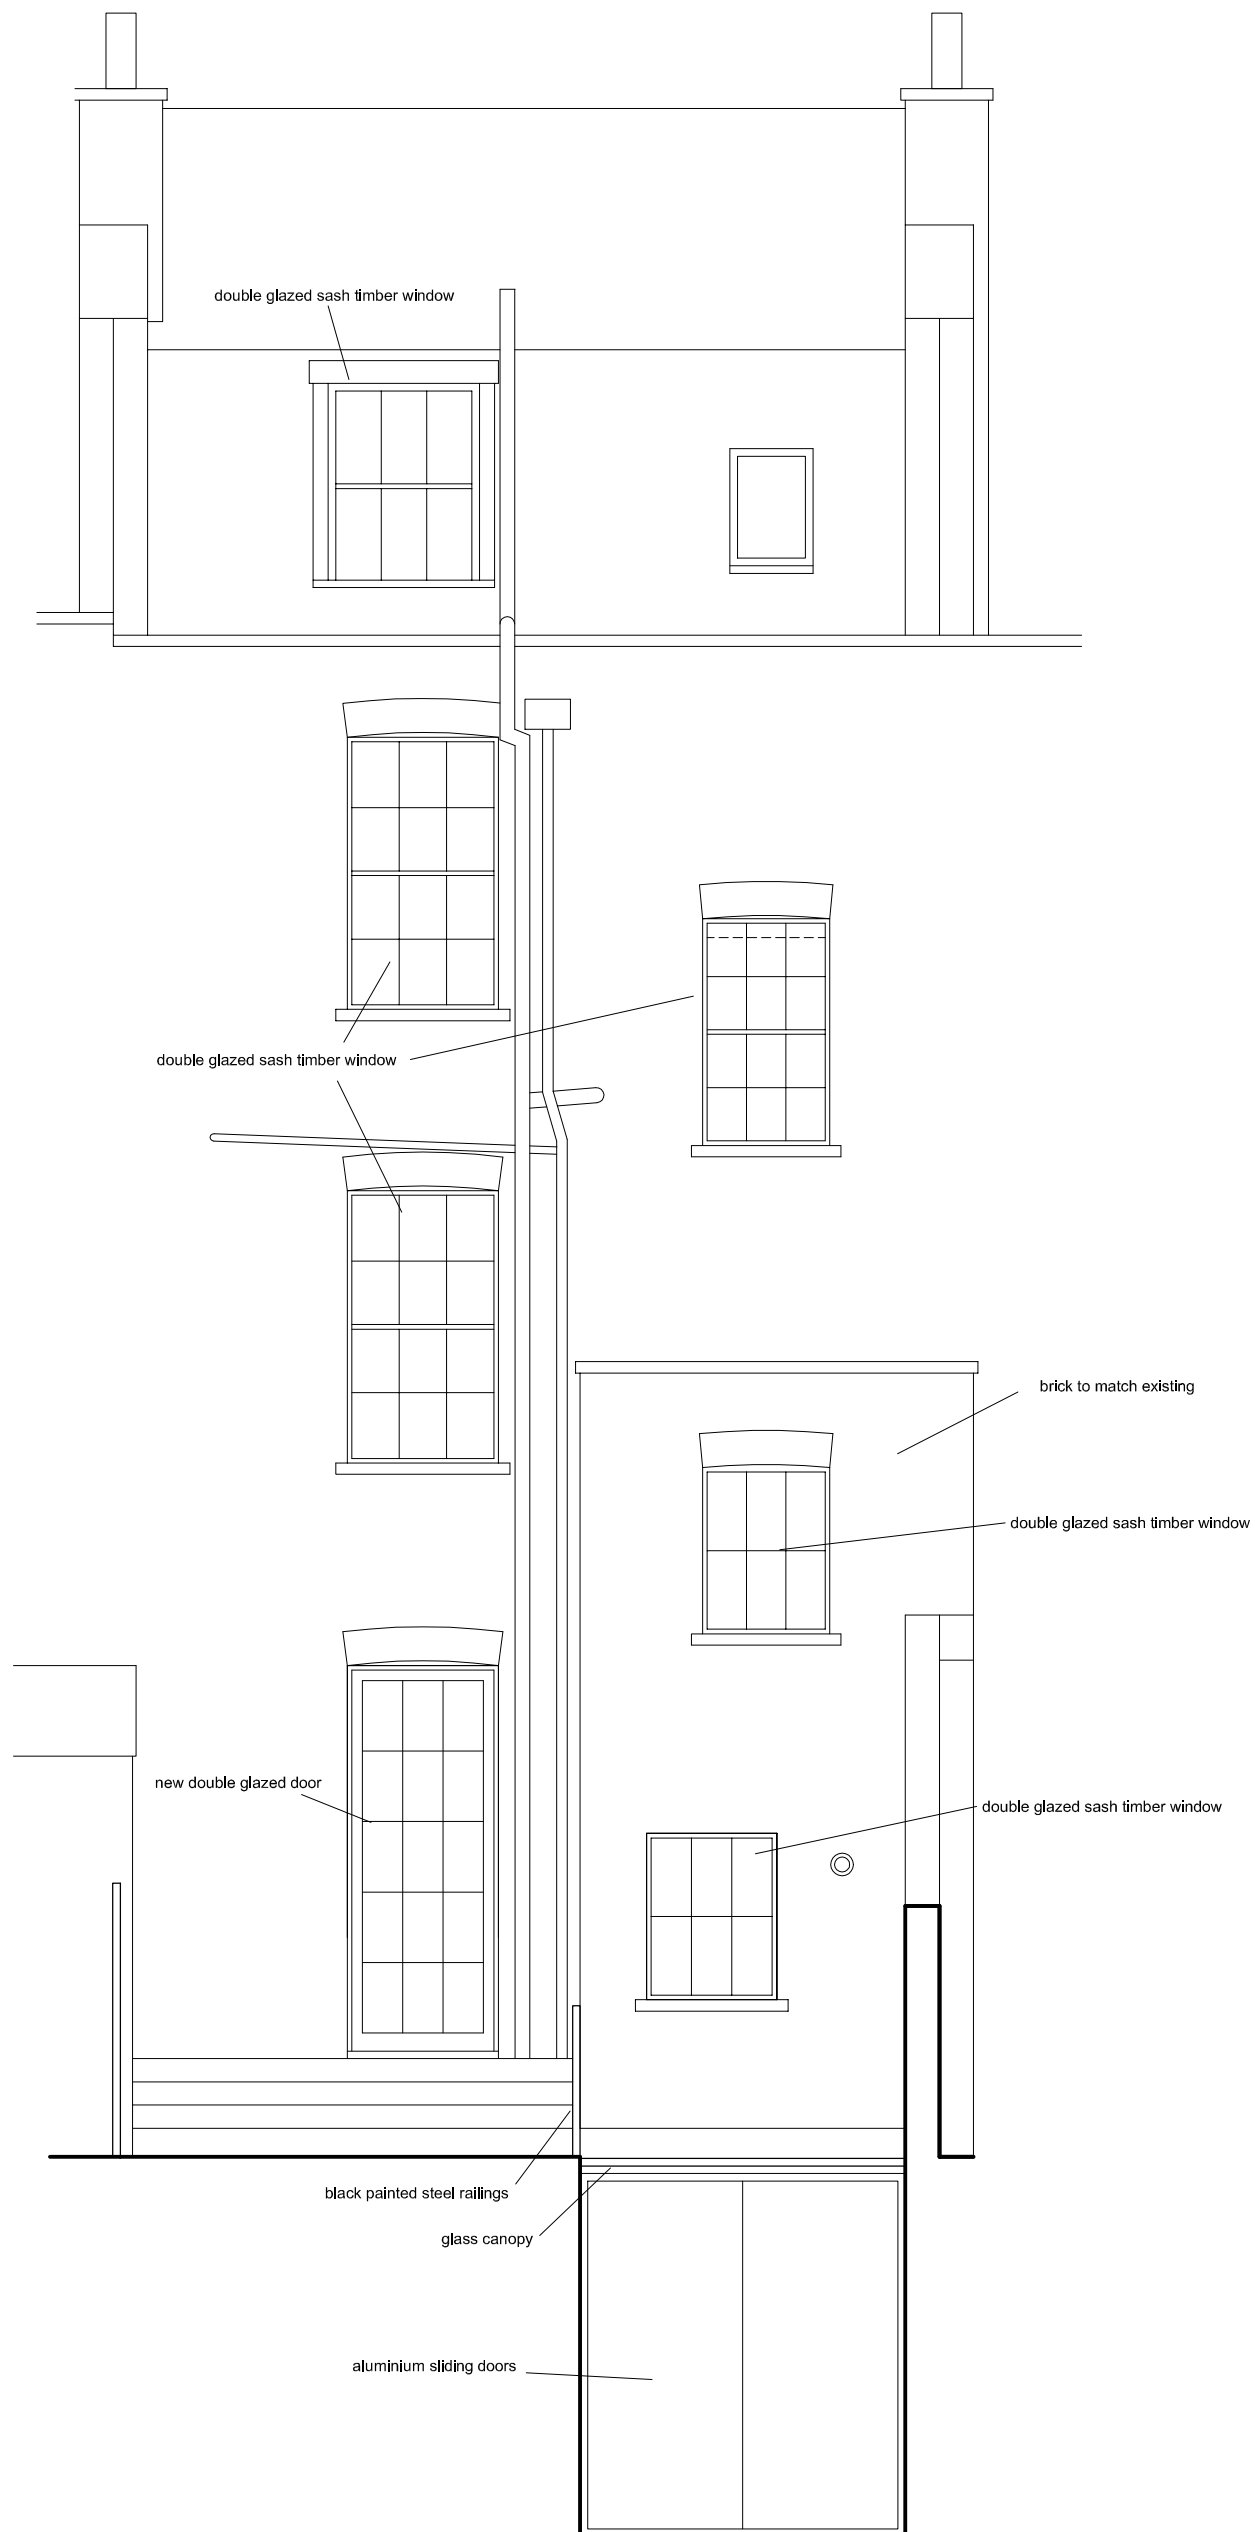 double glazed sash timber window
double glazed sash timber window
brick to match existing
double glazed sash timber window
new double glazed door
double glazed sash timber window
black painted steel railings
glass canopy
aluminium sliding doors